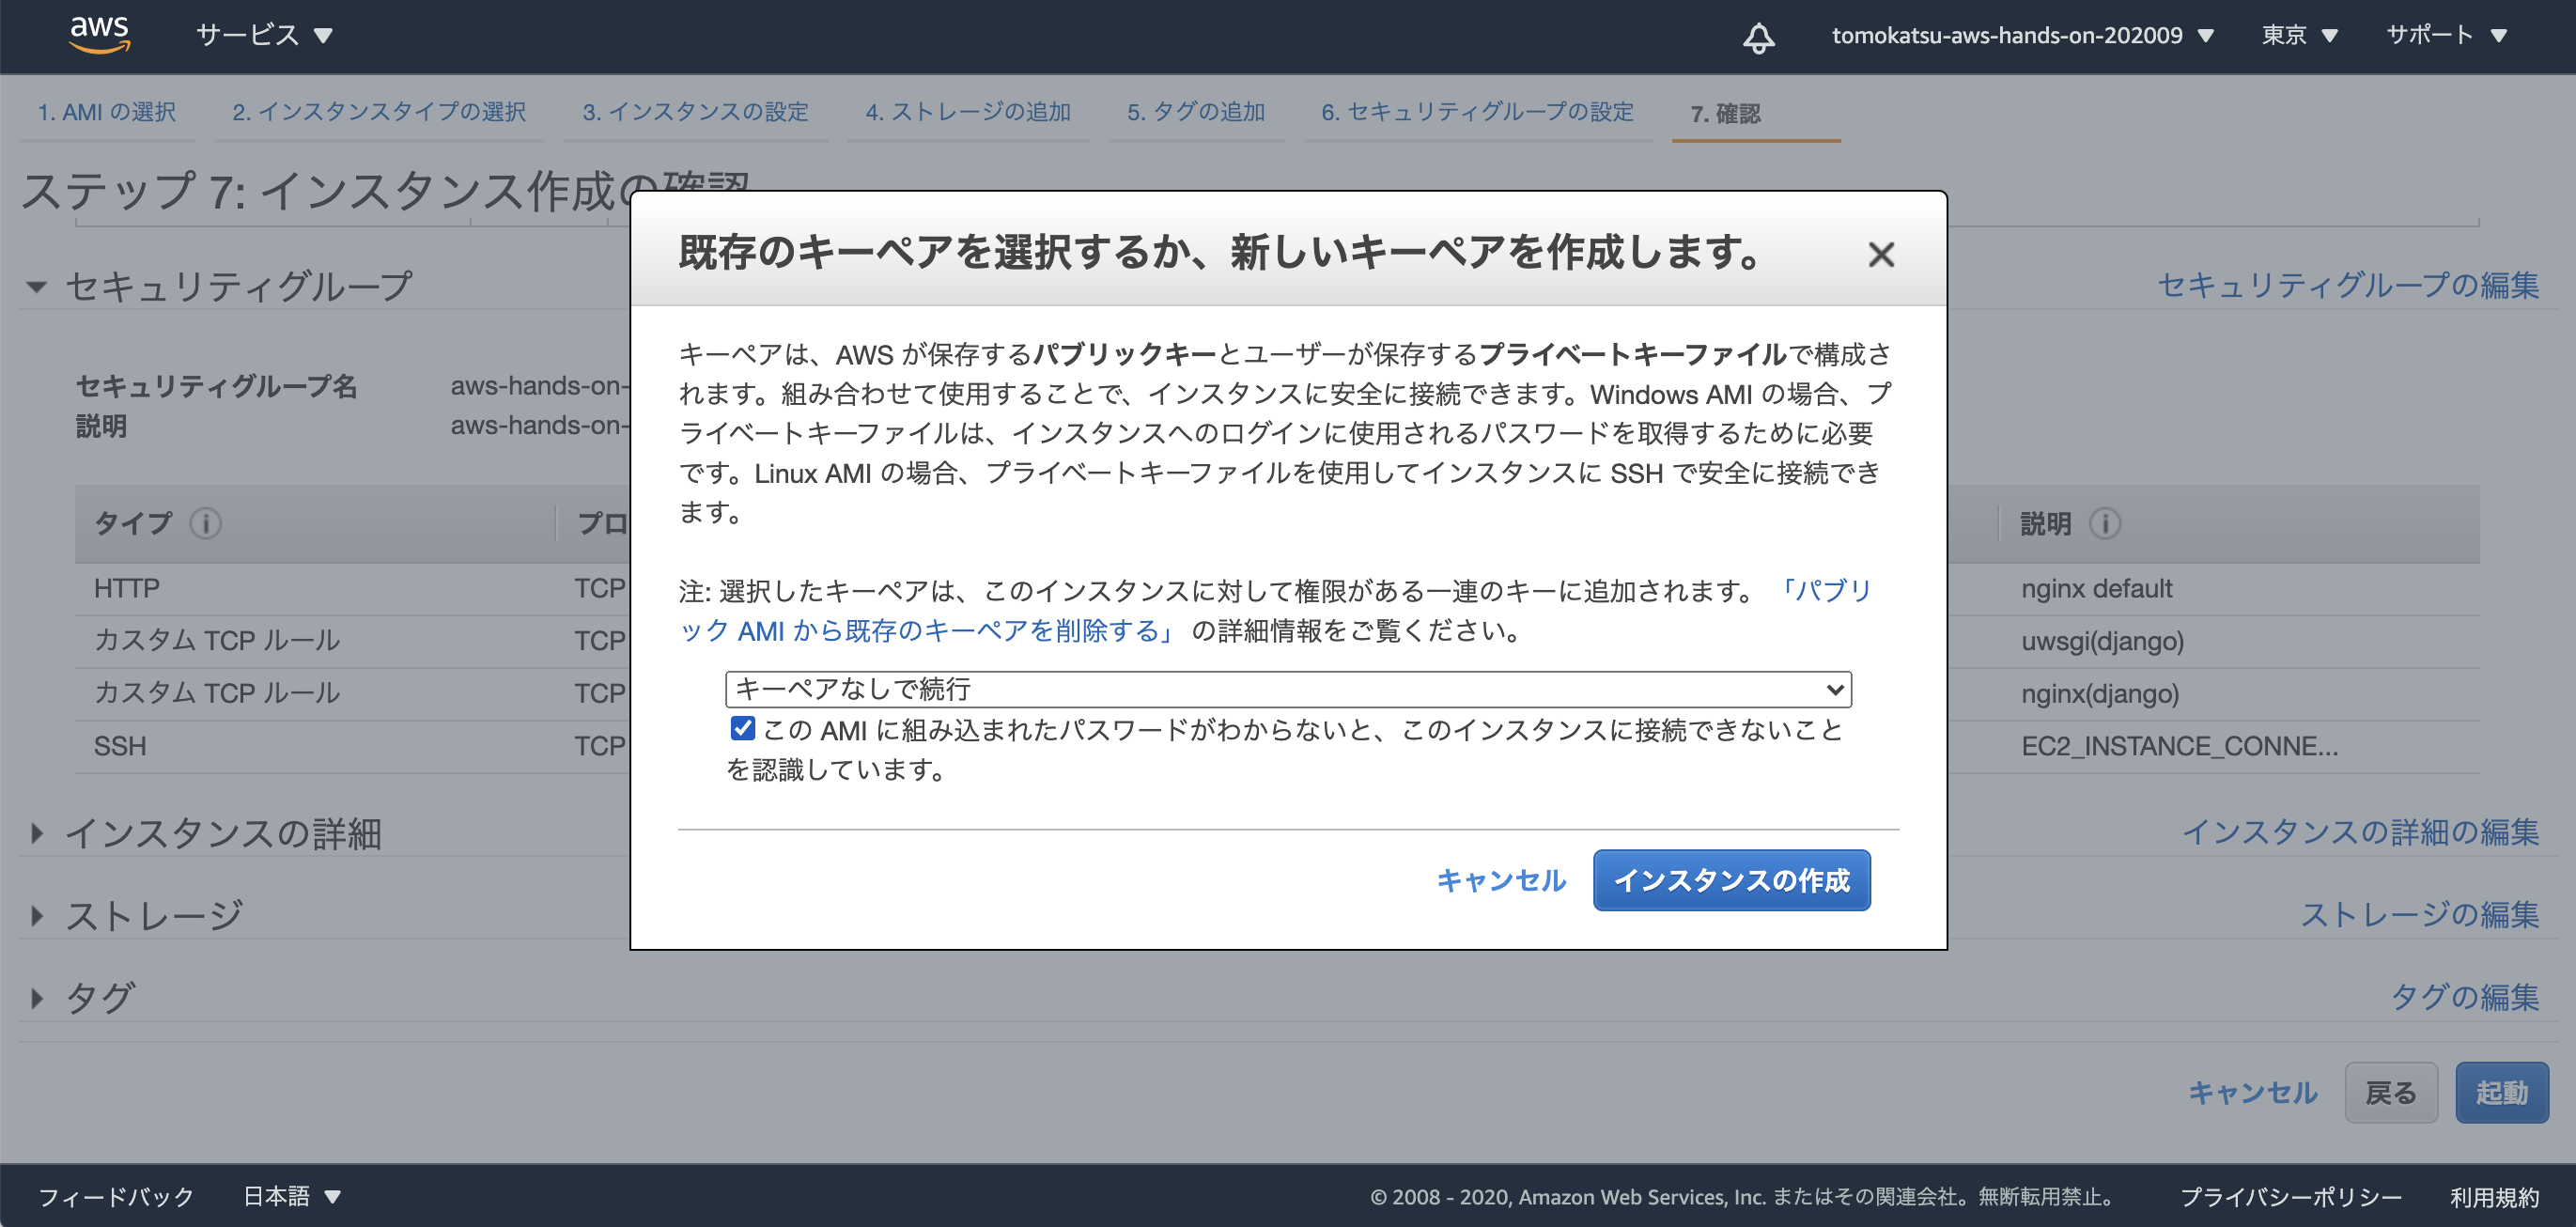 aws
サービス
tomokatsu-aws-hands-on-202009
東京
サポート
1. AMI の選択
2. インスタンスタイプの選択
3. インスタンスの設定
4. ストレージの追加
5. タグの追加
6. セキュリティグループの設定
7. 確認
ステップ 7: インスタンス作成の確認
既存のキーペアを選択するか、新しいキーペアを作成します。
キーペアは、AWS が保存するパブリックキーとユーザーが保存するプライベートキーファイルで構成さ
れます。組み合わせて使用することで、インスタンスに安全に接続できます。Windows AMI の場合、プ
ライベートキーファイルは、インスタンスへのログインに使用されるパスワードを取得するために必要
です。Linux AMI の場合、プライベートキーファイルを使用してインスタンスに SSH で安全に接続でき
ます。
注: 選択したキーペアは、このインスタンスに対して権限がある一連のキーに追加されます。 「パブリ
ック AMI から既存のキーペアを削除する」 の詳細情報をご覧ください。
キーペアなしで続行
この AMI に組み込まれたパスワードがわからないと、このインスタンスに接続できないこと
を認識しています。
キャンセル
インスタンスの作成
セキュリティグループ
セキュリティグループの編集
セキュリティグループ名
aws-hands-on-
説明
aws-hands-on-
タイプ
プロ
説明
HTTP
TCP
nginx default
カスタム TCP ルール
TCP
uwsgi(django)
カスタム TCP ルール
TCP
nginx(django)
SSH
TCP
EC2_INSTANCE_CONNE...
インスタンスの詳細
インスタンスの詳細の編集
ストレージ
ストレージの編集
タグ
タグの編集
キャンセル
戻る
起動
フィードバック
日本語
© 2008 - 2020, Amazon Web Services, Inc. またはその関連会社。無断転用禁止。
プライバシーポリシー
利用規約